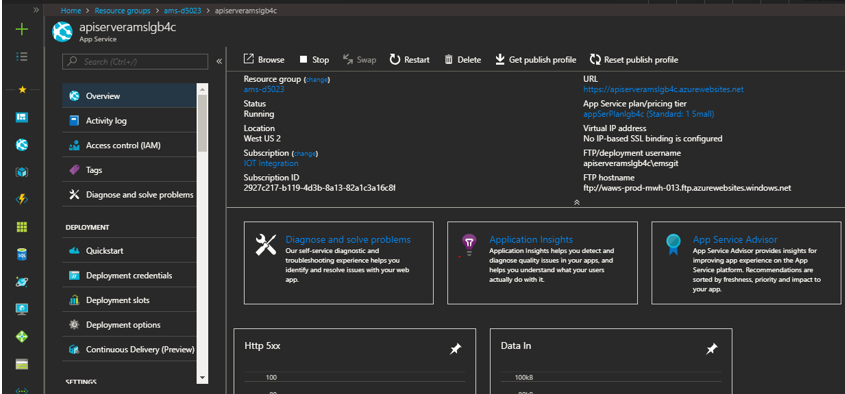 Home > Resource groups > ams-d5023 > apiserveramslgb4c
apiserveramslgb4c
App Service
Search (Ctrl+/)
Overview
Activity log
Access control (IAM)
Tags
Diagnose and solve problems
DEPLOYMENT
Quickstart
Deployment credentials
Deployment slots
Deployment options
Continuous Delivery (Preview)
SETTINGS
Browse Stop Swap Restart Delete Get publish profile Reset publish profile
Resource group (change)
ams-d5023
Status
Running
Location
West US 2
Subscription (change)
IOT Integration
Subscription ID
2927c217-b119-4d3b-8a13-82a1c3a16c8f
URL
https://apiserveramslgb4c.azurewebsites.net
App Service plan/pricing tier
appSerPlanlgb4c (Standard: 1 Small)
Virtual IP address
No IP-based SSL binding is configured
FTP/deployment username
apiserveramslgb4c\emsgit
FTP hostname
ftp://waws-prod-mwh-013.ftp.azurewebsites.windows.net
Diagnose and solve problems
Our self-service diagnostic and
troubleshooting experience helps you
identify and resolve issues with your web
app.
Application Insights
Application Insights helps you detect and
diagnose quality issues in your apps, and
helps you understand what your users
actually do with it.
App Service Advisor
App Service Advisor provides insights for
improving app experience on the App
Service platform. Recommendations are
sorted by freshness, priority and impact to
your app.
Http 5xx
100
Data In
100kB